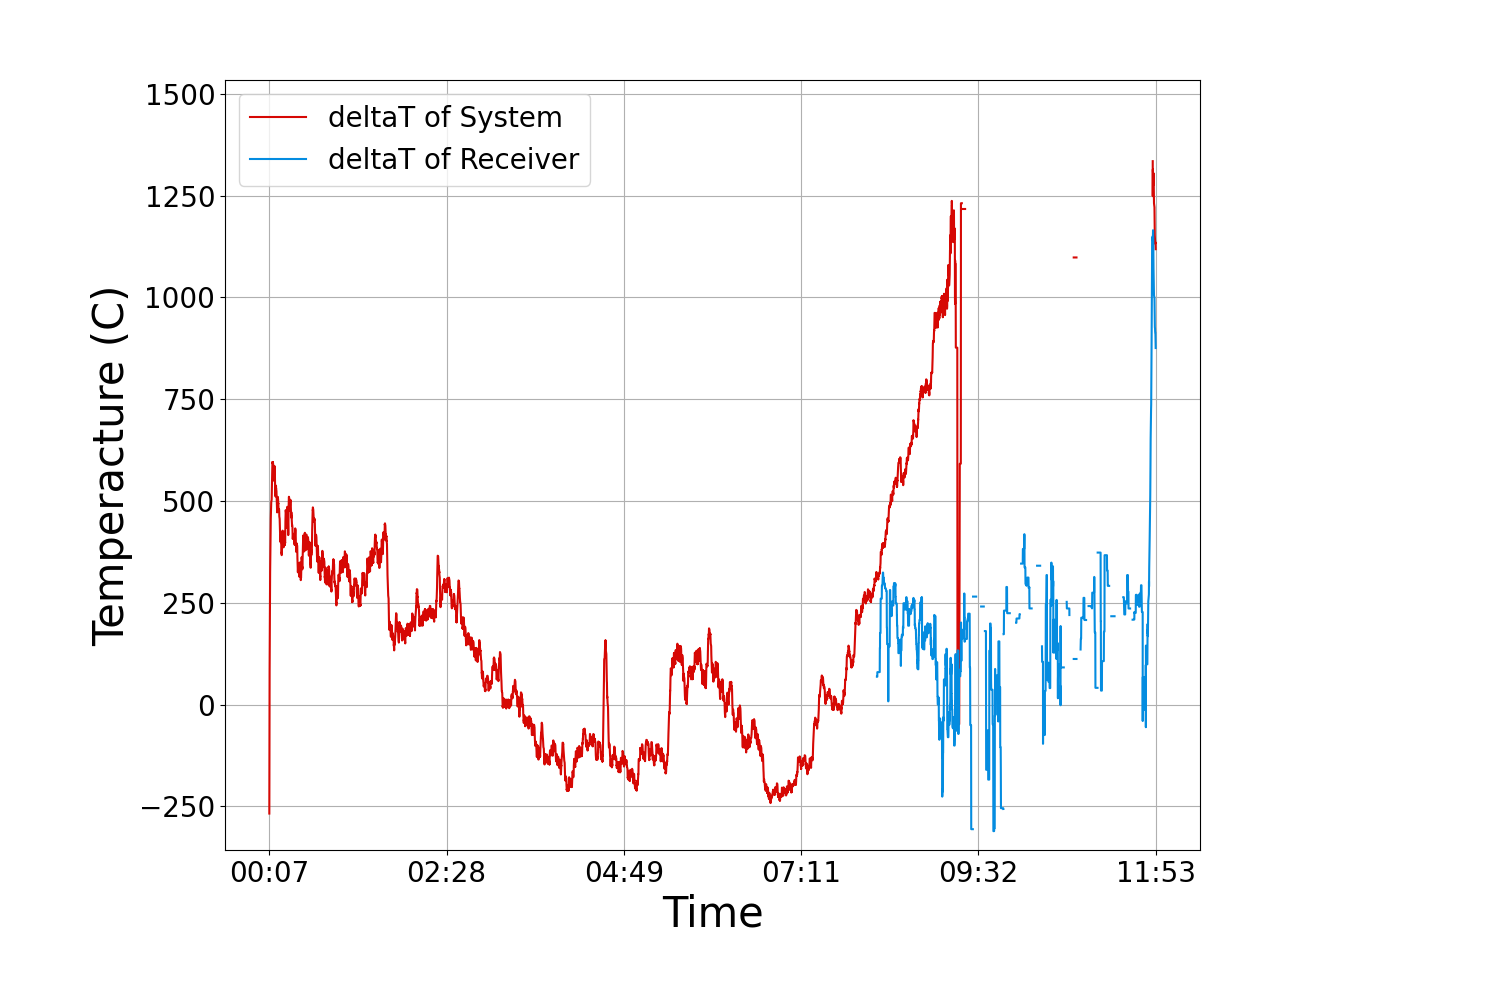 deltaT of System
deltaT of Receiver
1500
1250
1000
750
500
250
0
−250
Temperacture (C)
00:07 02:28 04:49 07:11 09:32 11:53
Time